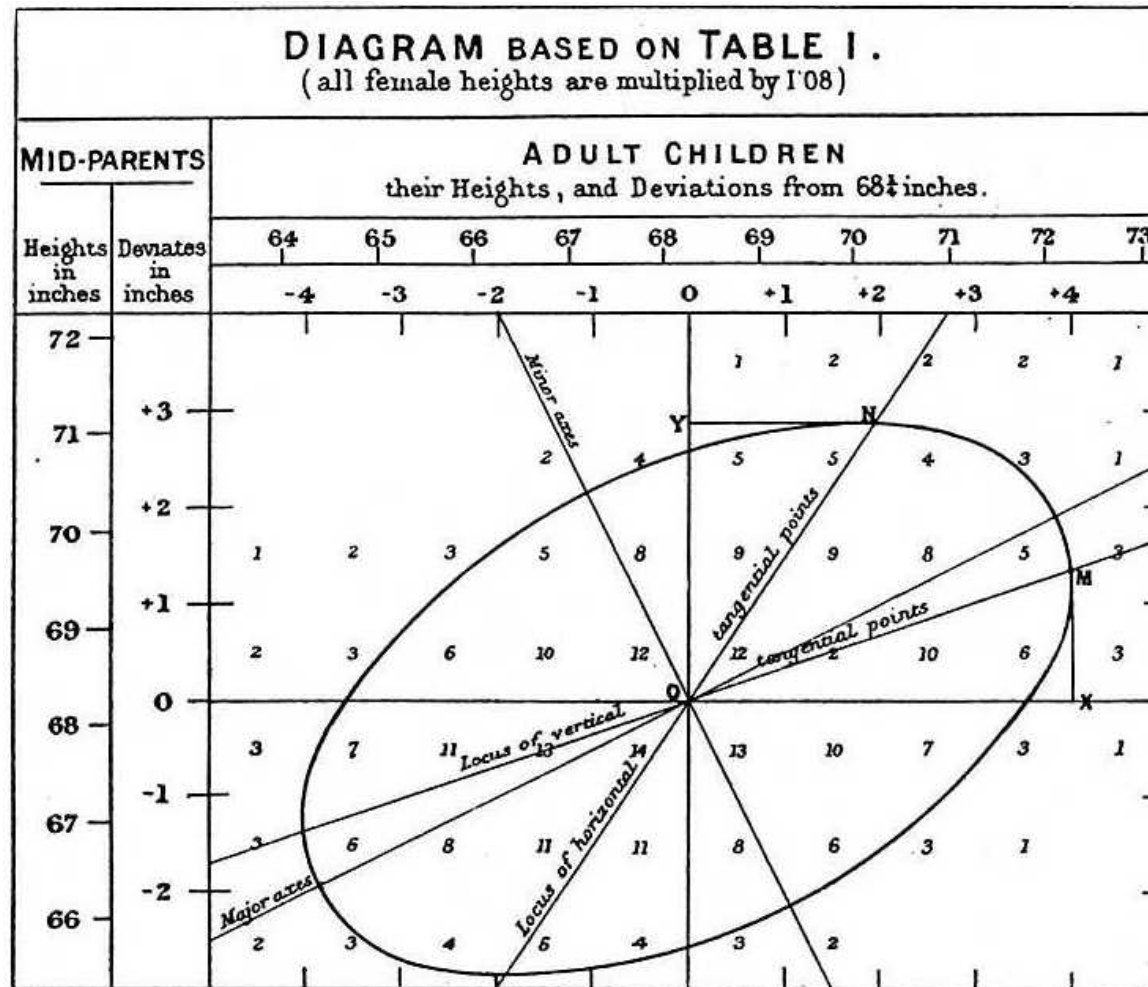 DIAGRAM BASED ON TABLE I.
(all female heights are multiplied by 1·08)
MID-PARENTS
ADULT CHILDREN
their Heights, and Deviations from 68¼ inches.
Heights in inches
Deviates in inches
64 65 66 67 68 69 70 71 72 73
-4 -3 -2 -1 0 +1 +2 +3 +4
72
1 2 2 2 1
Minor axes
+3
Y N
71
2 4 5 5 4 3 1
+2
tangential points
70
1 2 3 5 8 9 9 8 5 3
M
+1
69
tangential points
2 3 6 10 12 12 2 10 6 3
0 O X
68
Locus of vertical
3 7 11 13 14 13 10 7 3 1
-1
67
Locus of horizontal
3 6 8 11 11 8 6 3 1
-2
Major axes
66
2 3 4 6 4 3 2